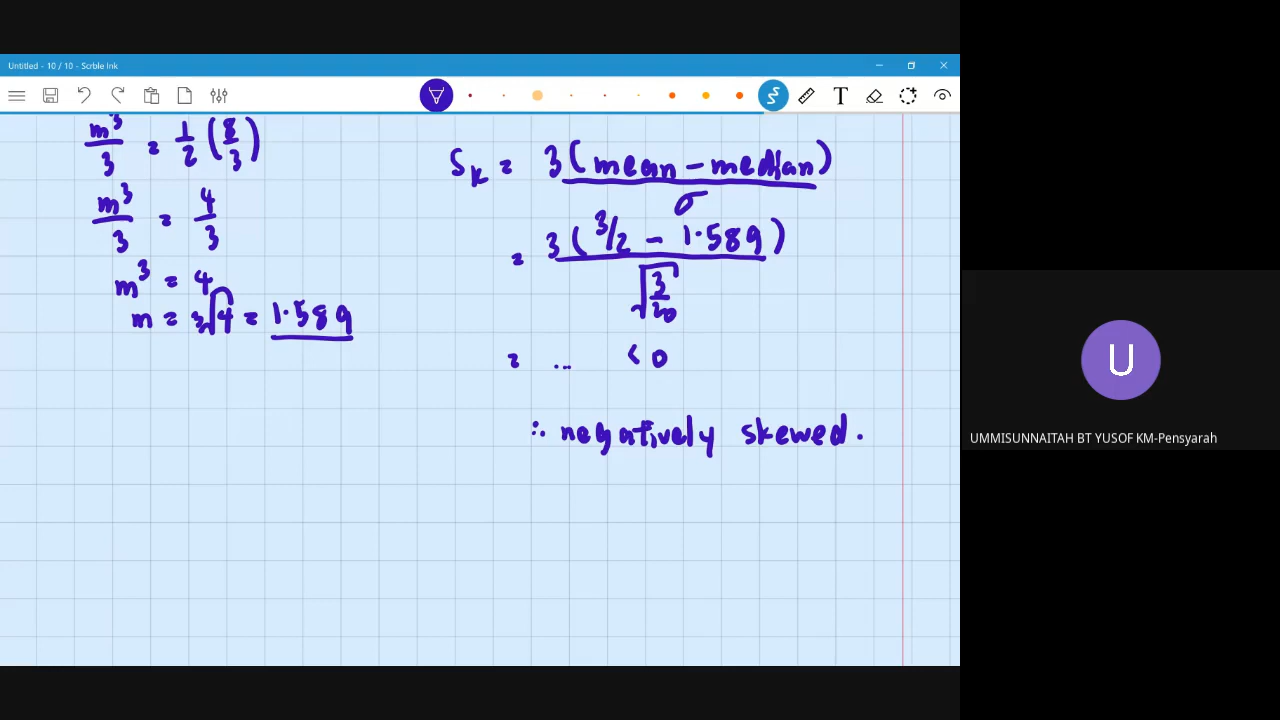 Untitled - 10 / 10 - Scrble Ink
m³/3 = 1/2 (8/3)
m³/3 = 4/3
m³ = 4
m = ³√4 = 1.589
Sk = 3(mean - median)/σ
= 3(3/2 - 1.589)/√(3/20)
= ... < 0
∴ negatively skewed.
U
UMMISUNNAITAH BT YUSOF KM-Pensyarah